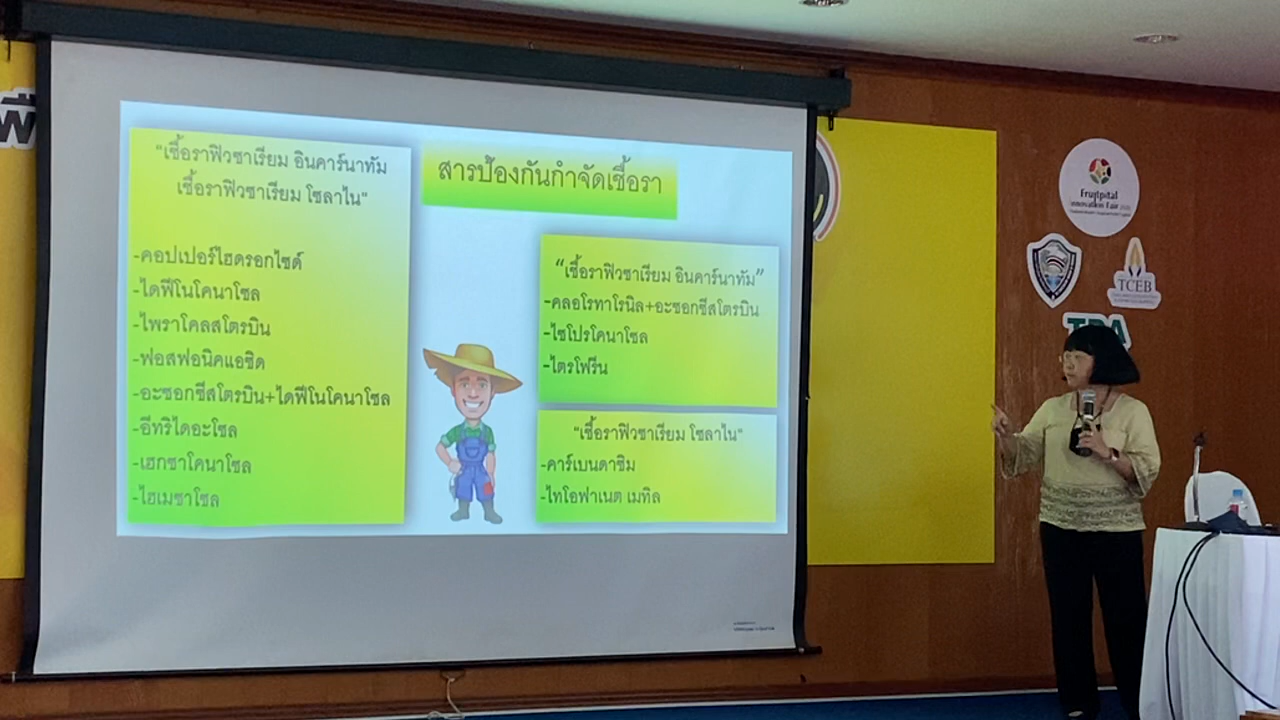 สารป้องกันกำจัดเชื้อรา
"เชื้อราฟิวซาเรียม อินคาร์นาทัม
เชื้อราฟิวซาเรียม โซลาไน"
-คอปเปอร์ไฮดรอกไซด์
-ไดฟีโนโคนาโซล
-ไพราโคลสโตรบิน
-ฟอสฟอนิคแอซิด
-อะซอกซีสโตรบิน+ไดฟีโนโคนาโซล
-อีทริไดอะโซล
-เฮกซาโคนาโซล
-ไฮเมซาโซล
“เชื้อราฟิวซาเรียม อินคาร์นาทัม”
-คลอโรทาโรนิล+อะซอกซีสโตรบิน
-ไซโปรโคนาโซล
-ไตรโฟรีน
"เชื้อราฟิวซาเรียม โซลาไน"
-คาร์เบนดาซิม
-ไทโอฟาเนต เมทิล
Fruitpital
Innovation Fair
TCEB